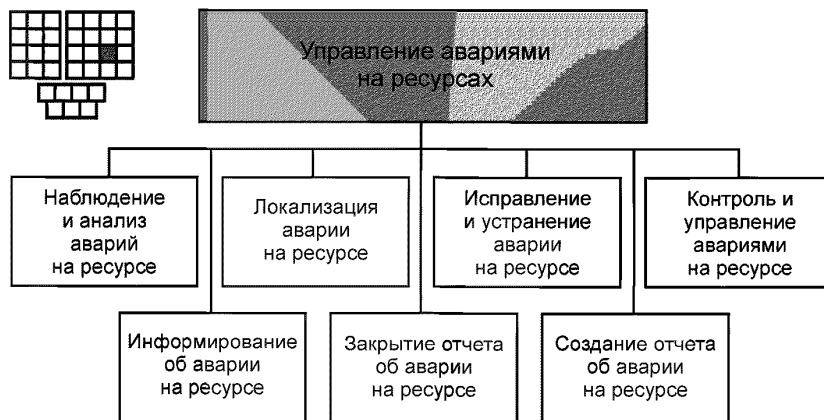 Управление авариями
на ресурсах
Наблюдение
и анализ
аварий
на ресурсе
Локализация
аварии
на ресурсе
Исправление
и устранение
аварии
на ресурсе
Контроль и
управление
авариями
на ресурсе
Информирование
об аварии
на ресурсе
Закрытие отчета
об аварии
на ресурсе
Создание отчета
об аварии
на ресурсе